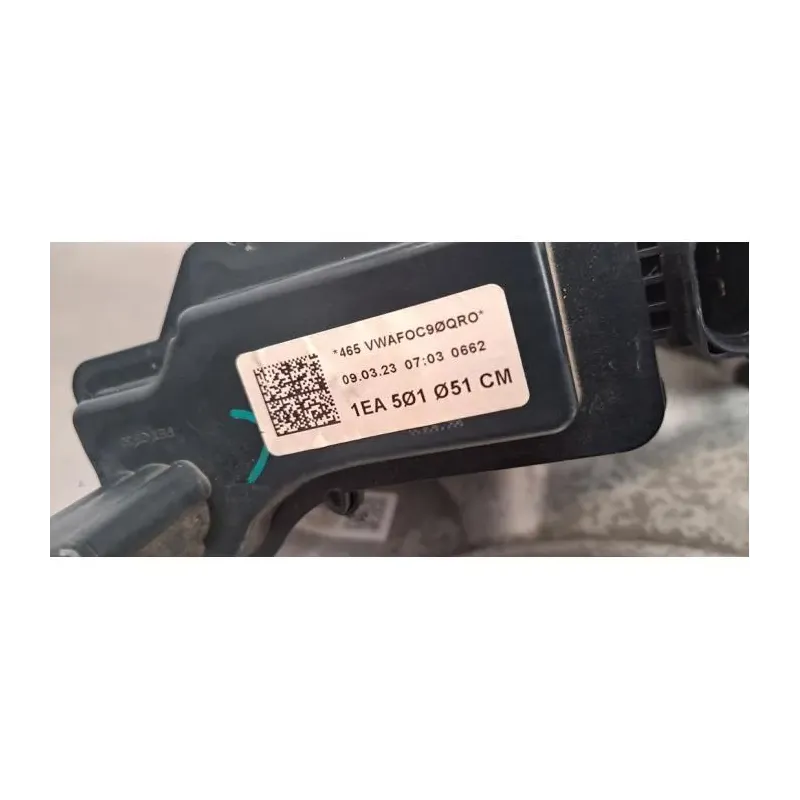 *465 VWAFOC9ØQRO*
09.03.23 07:03 0662
1EA 5Ø1 Ø51 CM